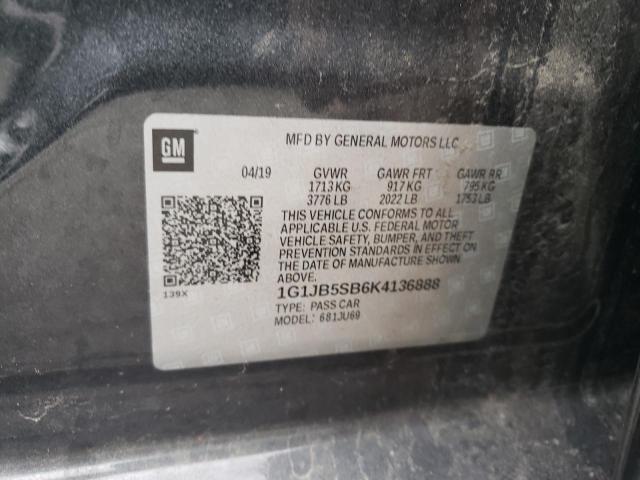 GM
MFD BY GENERAL MOTORS LLC
04/19 GVWR GAWR FRT GAWR RR
1713 KG 917 KG 795 KG
3776 LB 2022 LB 1753 LB
THIS VEHICLE CONFORMS TO ALL
APPLICABLE U.S. FEDERAL MOTOR
VEHICLE SAFETY, BUMPER, AND THEFT
PREVENTION STANDARDS IN EFFECT ON
THE DATE OF MANUFACTURE SHOWN
ABOVE.
139X
1G1JB5SB6K4136888
TYPE: PASS CAR
MODEL: 681JU69